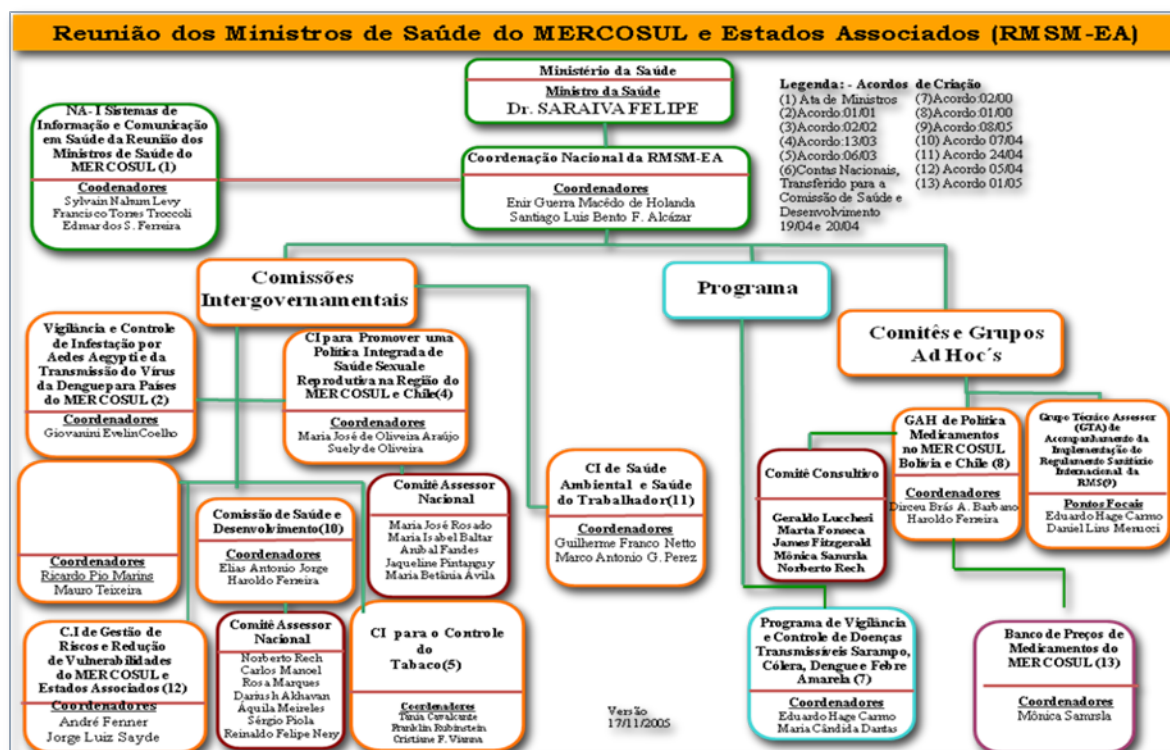 Reunião dos Ministros de Saúde do MERCOSUL e Estados Associados (RMSM-EA)
Ministério da Saúde
Ministro da Saúde
Dr. SARAIVA FELIPE
Legenda: - Acordos de Criação
(1) Ata de Ministros
(2)Acordo:01/01
(3)Acordo:02/02
(4)Acordo:13/03
(5)Acordo:06/03
(6)Contas Nacionais,
Transferido para a
Comissão de Saúde e
Desenvolvimento
19/04 e 20/04
(7)Acordo:02/00
(8)Acordo:01/00
(9)Acordo:08/05
(10) Acordo 07/04
(11) Acordo 24/04
(12) Acordo 05/04
(13) Acordo 01/05
NA- I Sistemas de
Informação e Comunicação
em Saúde da Reunião dos
Ministros de Saúde do
MERCOSUL (1)
Coodenadores
Sylvain Nahum Levy
Francisco Torres Troccoli
Edmar dos S. Ferreira
Coordenação Nacional da RMSM-EA
Coordenadores
Enir Guerra Macêdo de Holanda
Santiago Luis Bento F. Alcázar
Comissões
Intergovernamentais
Programa
Comitês e Grupos
Ad Hoc´s
Vigilância e Controle
de Infestação por
Aedes Aegypti e da
Transmissão do Vírus
da Dengue para Países
do MERCOSUL (2)
Coordenadores
Giovanini Evelin Coelho
CI para Promover uma
Política Integrada de
Saúde Sexual e
Reprodutiva na Região do
MERCOSUL e Chile(4)
Coordenadores
Maria José de Oliveira Araújo
Suely de Oliveira
GAH de Política
Medicamentos
no MERCOSUL
Bolívia e Chile (8)
Coordenadores
Dirceu Brás A. Barbano
Haroldo Ferreira
Grupo Técnico Assessor
(GTA) de
Acompanhamento da
Implementação do
Regulamento Sanitário
Internacional da
RMS(9)
Pontos Focais
Eduardo Hage Carmo
Daniel Lins Menucci
Comitê Consultivo
Geraldo Lucchesi
Marta Fonseca
James Fitzgerald
Mônica Samrsla
Norberto Rech
CI de Saúde
Ambiental e Saúde
do Trabalhador(11)
Coordenadores
Guilherme Franco Netto
Marco Antonio G. Perez
Coordenadores
Ricardo Pio Marins
Mauro Teixeira
Comissão de Saúde e
Desenvolvimento(10)
Coordenadores
Elias Antonio Jorge
Haroldo Ferreira
Comitê Assessor
Nacional
Maria José Rosado
Maria Isabel Baltar
Anibal Fandes
Jaqueline Pintanguy
Maria Betânia Ávila
C.I de Gestão de
Riscos e Redução
de Vulnerabilidades
do MERCOSUL e
Estados Associados (12)
Coordenadores
André Fenner
Jorge Luiz Sayde
Comitê Assessor
Nacional
Norberto Rech
Carlos Manoel
Rosa Marques
Dariush Akhavan
Áquila Meireles
Sérgio Piola
Reinaldo Felipe Nery
CI para o Controle
do
Tabaco(5)
Coordenadores
Tânia Cavalcante
Franklin Rubinstein
Cristiane F. Vianna
Versão
17/11/2005
Programa de Vigilância
e Controle de Doenças
Transmissíveis Sarampo,
Cólera, Dengue e Febre
Amarela (7)
Coordenadores
Eduardo Hage Carmo
Maria Cândida Dantas
Banco de Preços de
Medicamentos do
MERCOSUL (13)
Coordenadores
Mônica Samrsla